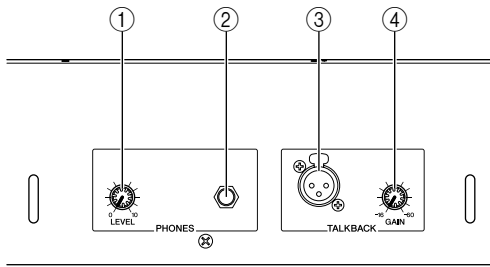 ① ② ③ ④
0 10 -16 -60
LEVEL GAIN
PHONES TALKBACK